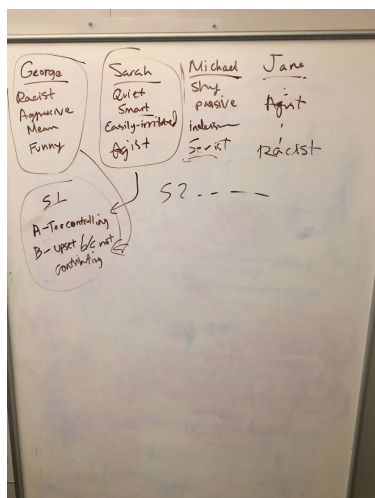 George
Racist
Aggressive
Mean
Funny
Sarah
Quiet
Smart
Easily-irritated
Agist
Michael
Shy
passive
Sexist
Jane
Agist
Racist
S1
A-Too controlling
B-upset b/c not
contributing
S2 - - - -